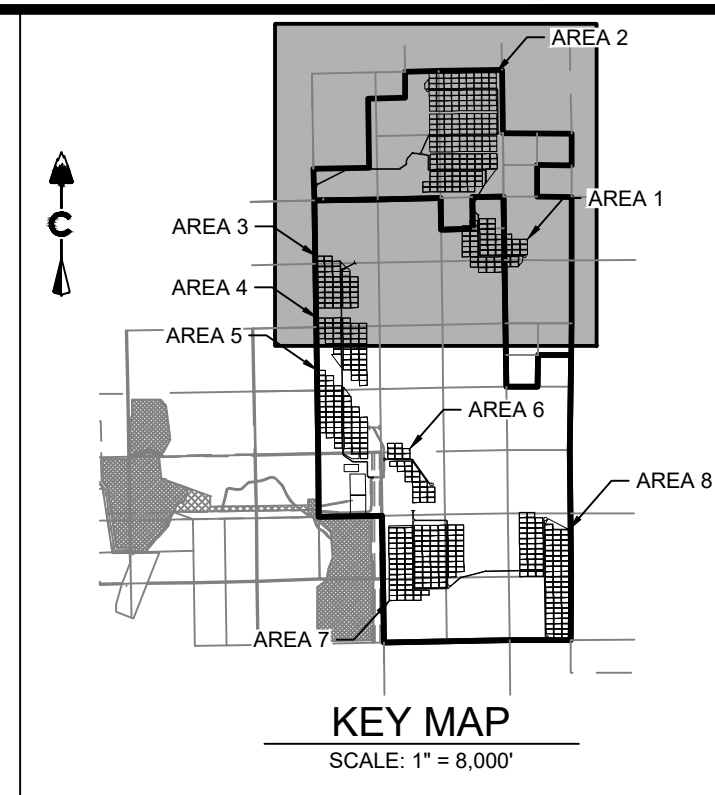 AREA 2
AREA 1
AREA 3
AREA 4
AREA 5
AREA 6
AREA 8
AREA 7
KEY MAP
SCALE: 1" = 8,000'